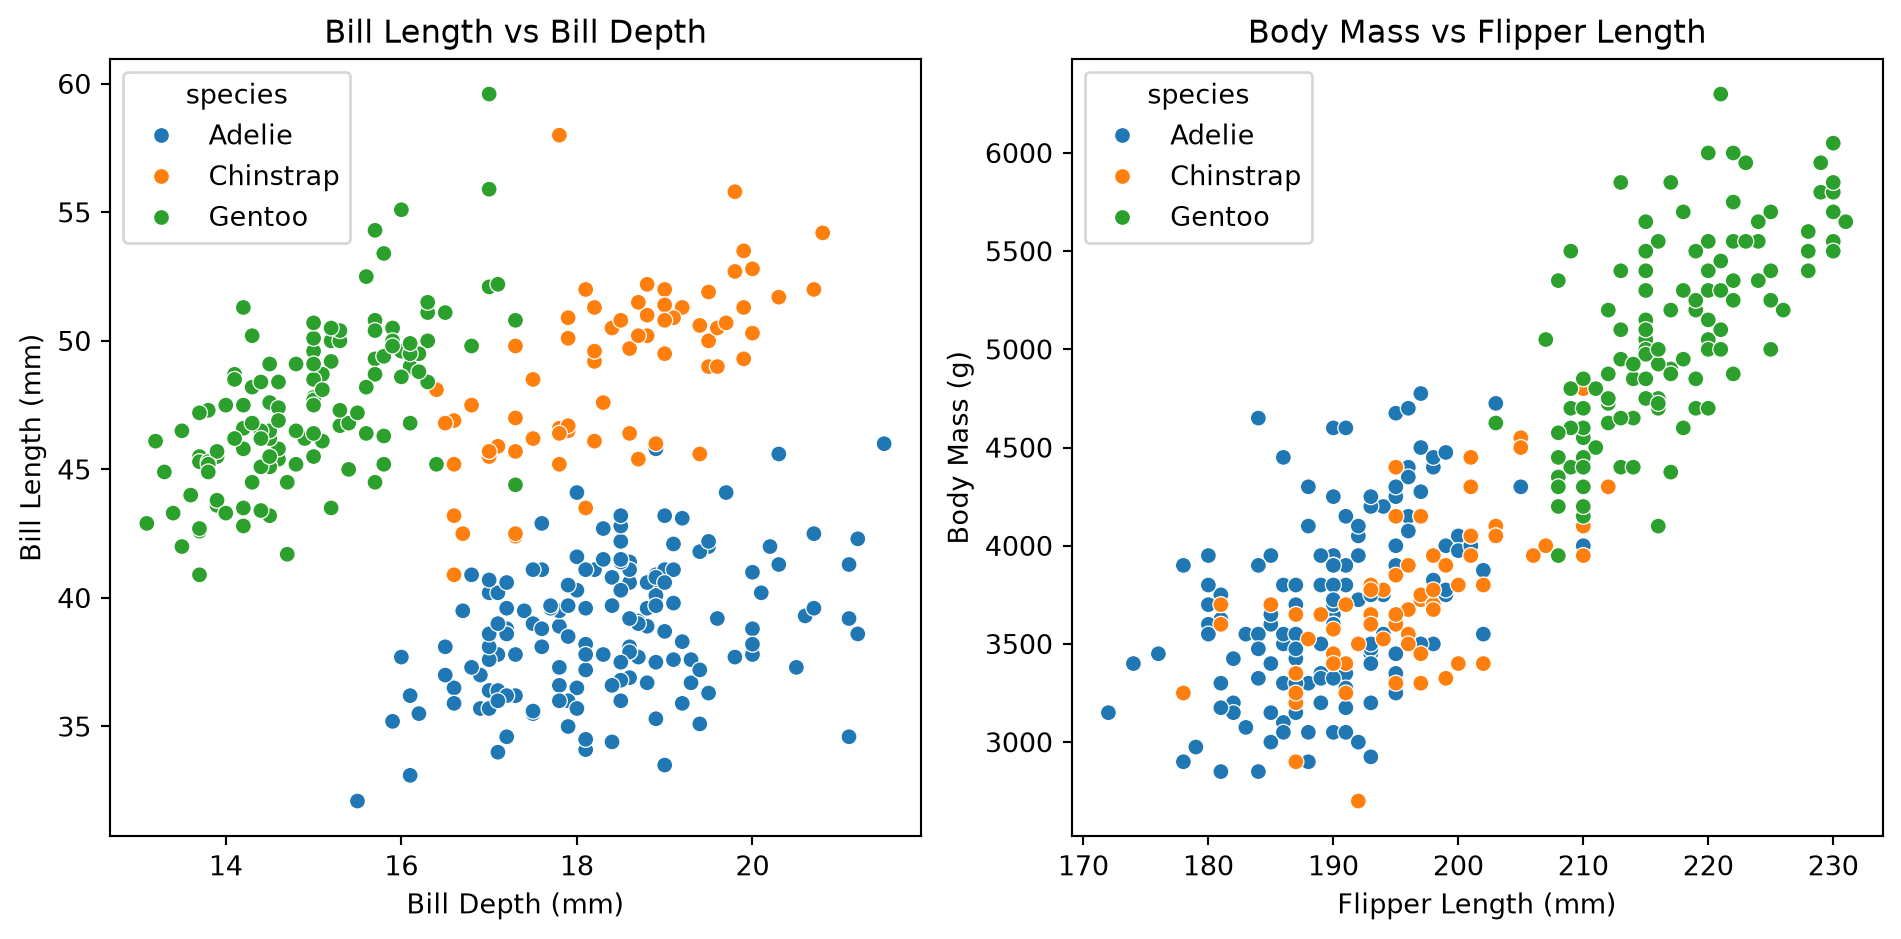 Bill Length vs Bill Depth
species
Adelie
Chinstrap
Gentoo
60
55
50
45
40
35
Bill Length (mm)
14
16
18
20
Bill Depth (mm)
Body Mass vs Flipper Length
species
Adelie
Chinstrap
Gentoo
6000
5500
5000
4500
4000
3500
3000
Body Mass (g)
170
180
190
200
210
220
230
Flipper Length (mm)